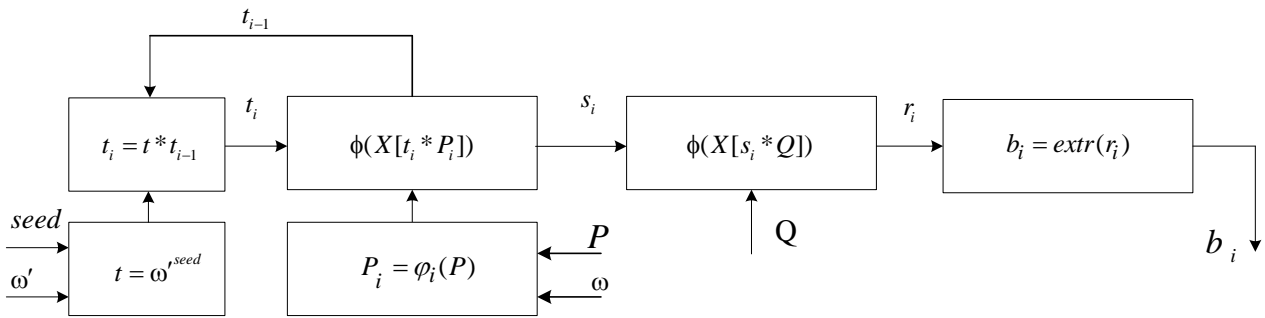 t_{i-1}
t_i
s_i
r_i
t_i = t * t_{i-1}
ϕ(X[t_i * P_i])
ϕ(X[s_i * Q])
b_i = extr(r_i)
seed
ω′
t = ω′^{seed}
P_i = φ_i(P)
P
ω
Q
b_i